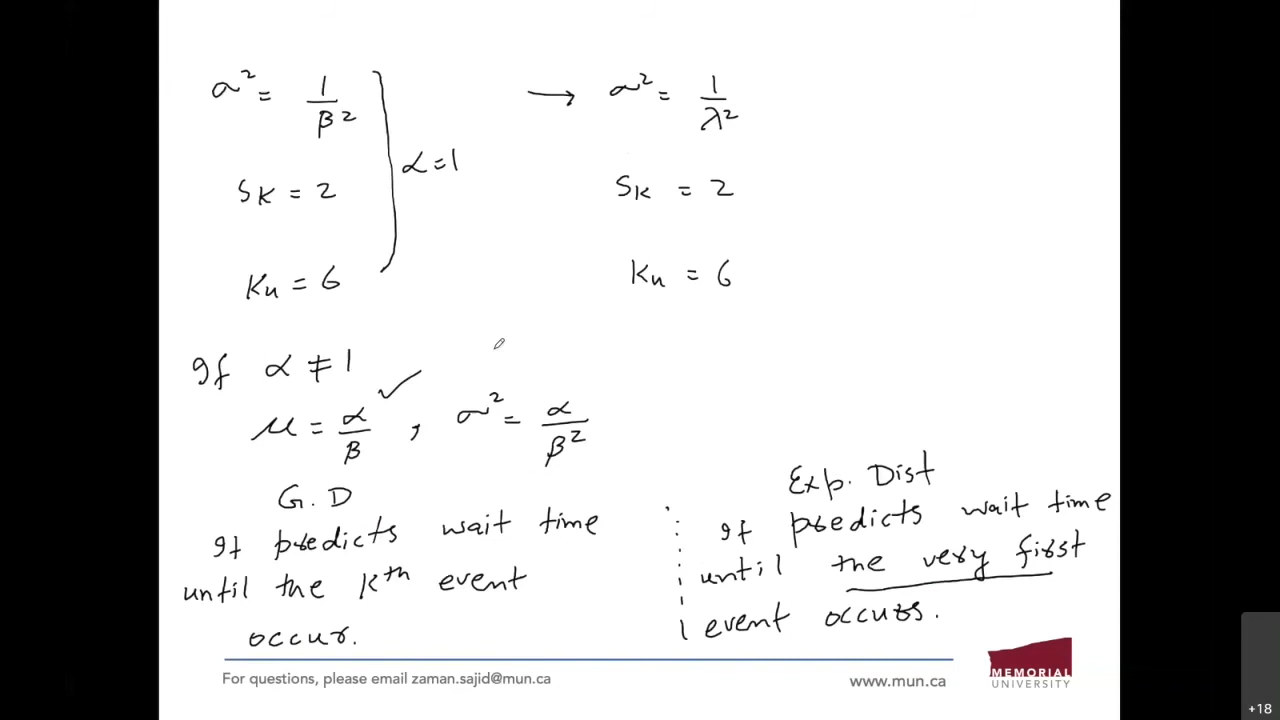 σ² = 1/β² → σ² = 1/λ²
α = 1
SK = 2 SK = 2
Ku = 6 Ku = 6
If α ≠ 1
μ = α/β ✓, σ² = α/β²
G.D
It predicts wait time
until the Kth event
occur.
Exp. Dist
It predicts wait time
until the very first
event occurs.
For questions, please email zaman.sajid@mun.ca
www.mun.ca
MEMORIAL
UNIVERSITY
+18